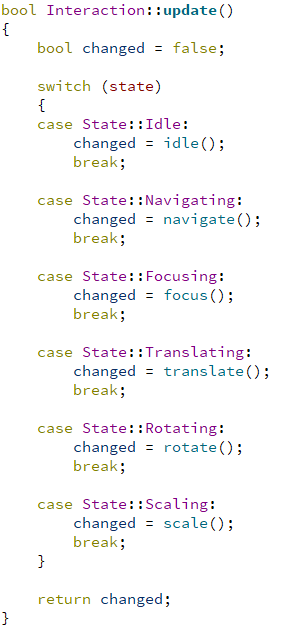 bool Interaction::update()
{
    bool changed = false;

    switch (state)
    {
    case State::Idle:
        changed = idle();
        break;

    case State::Navigating:
        changed = navigate();
        break;

    case State::Focusing:
        changed = focus();
        break;

    case State::Translating:
        changed = translate();
        break;

    case State::Rotating:
        changed = rotate();
        break;

    case State::Scaling:
        changed = scale();
        break;
    }

    return changed;
}